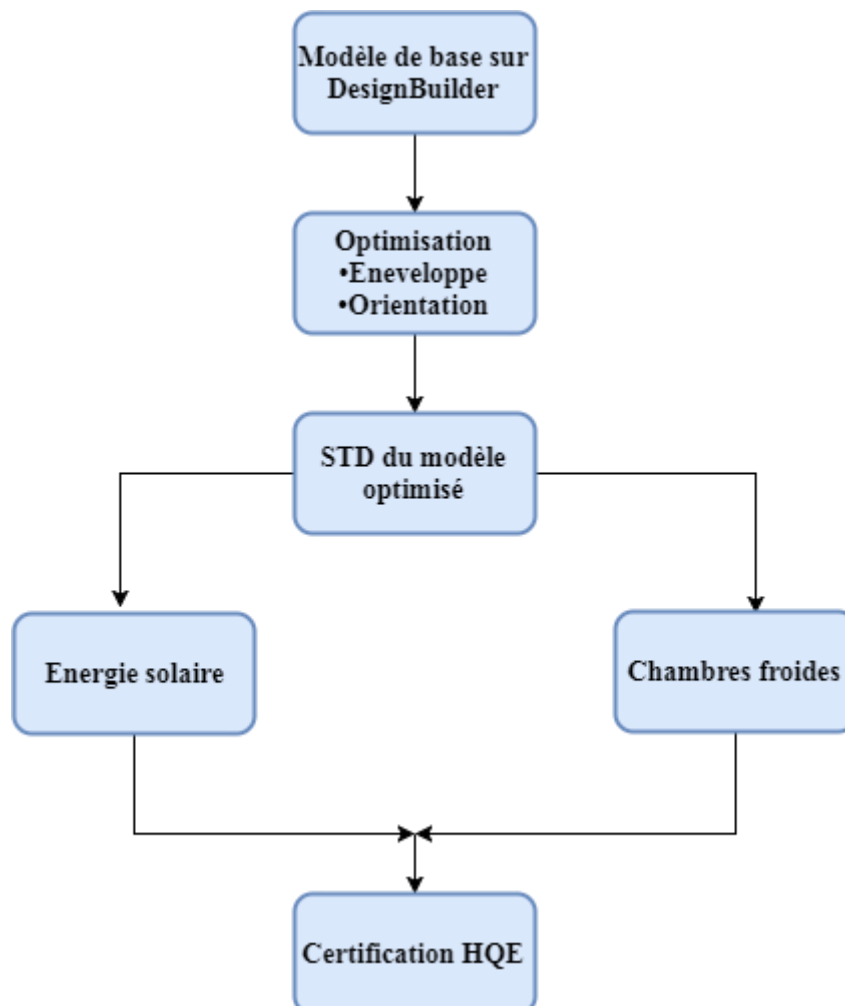 Modèle de base sur
DesignBuilder
Optimisation
•Eneveloppe
•Orientation
STD du modèle
optimisé
Energie solaire
Chambres froides
Certification HQE